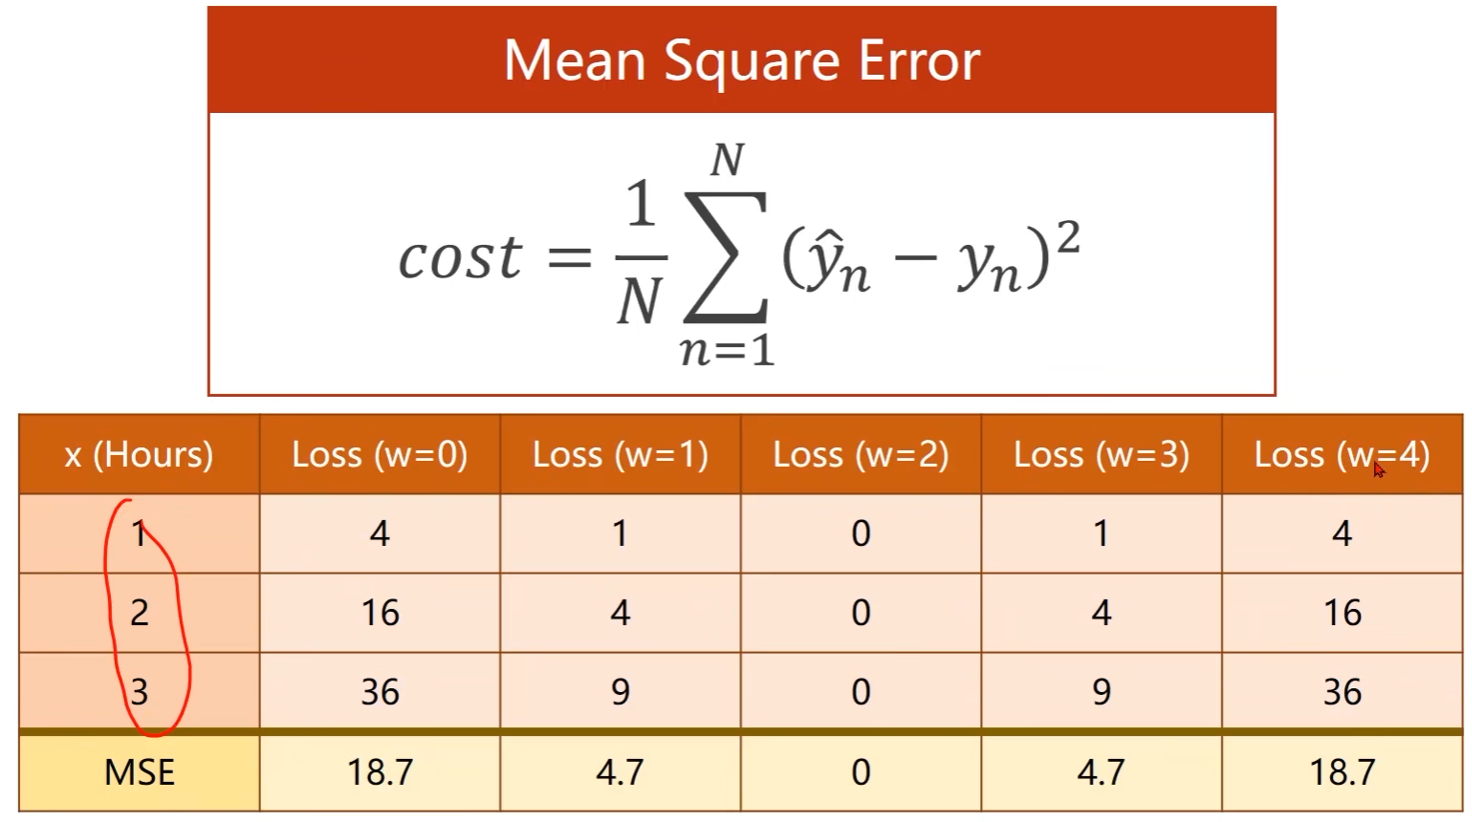 Mean Square Error
cost = \frac{1}{N} \sum_{n=1}^{N} (\hat{y}_n - y_n)^2
x (Hours) Loss (w=0) Loss (w=1) Loss (w=2) Loss (w=3) Loss (w=4)
1 4 1 0 1 4
2 16 4 0 4 16
3 36 9 0 9 36
MSE 18.7 4.7 0 4.7 18.7